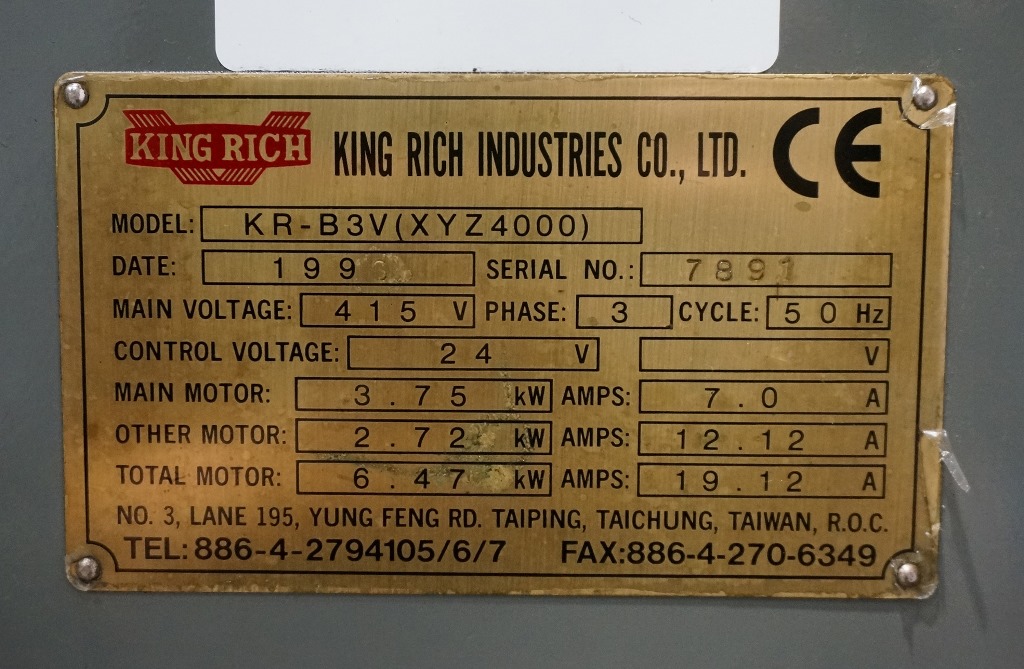 KING RICH KING RICH INDUSTRIES CO., LTD. CE
MODEL: KR-B3V(XYZ4000)
DATE: 199 SERIAL NO.: 7891
MAIN VOLTAGE: 415 V PHASE: 3 CYCLE: 50 Hz
CONTROL VOLTAGE: 24 V V
MAIN MOTOR: 3.75 kW AMPS: 7.0 A
OTHER MOTOR: 2.72 kW AMPS: 12.12 A
TOTAL MOTOR: 6.47 kW AMPS: 19.12 A
NO. 3, LANE 195, YUNG FENG RD. TAIPING, TAICHUNG, TAIWAN, R.O.C.
TEL:886-4-2794105/6/7 FAX:886-4-270-6349